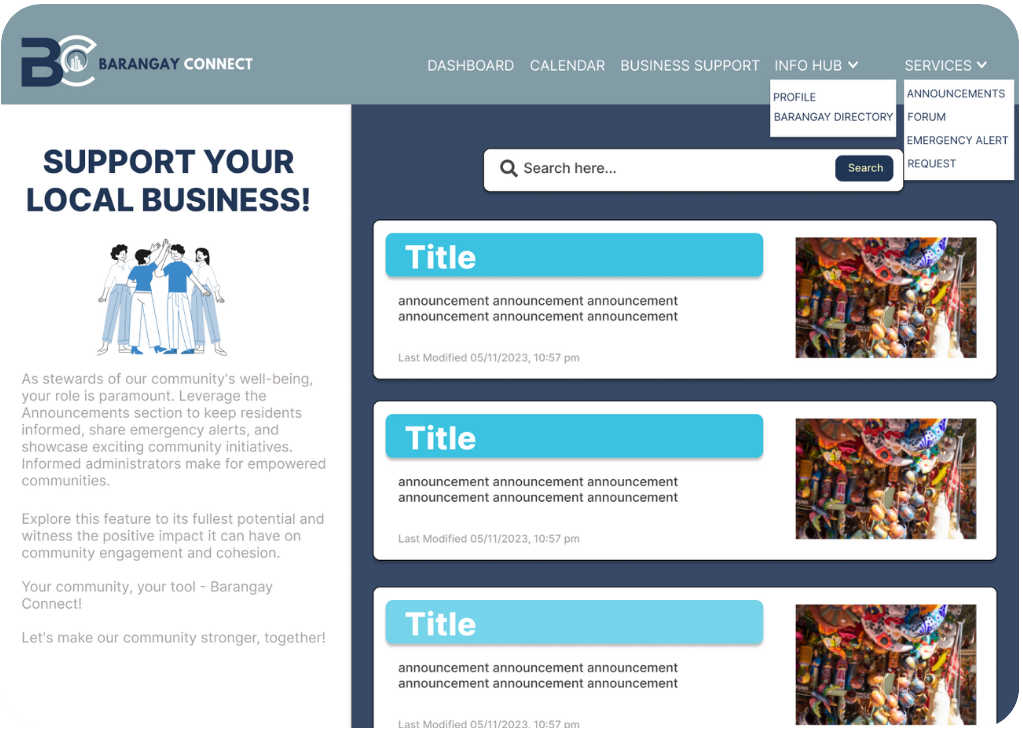 BC BARANGAY CONNECT
DASHBOARD CALENDAR BUSINESS SUPPORT INFO HUB SERVICES
PROFILE
BARANGAY DIRECTORY
ANNOUNCEMENTS
FORUM
EMERGENCY ALERT
REQUEST
SUPPORT YOUR
LOCAL BUSINESS!
As stewards of our community's well-being,
your role is paramount. Leverage the
Announcements section to keep residents
informed, share emergency alerts, and
showcase exciting community initiatives.
Informed administrators make for empowered
communities.
Explore this feature to its fullest potential and
witness the positive impact it can have on
community engagement and cohesion.
Your community, your tool - Barangay
Connect!
Let's make our community stronger, together!
Search here...
Search
Title
announcement announcement announcement
announcement announcement announcement
Last Modified 05/11/2023, 10:57 pm
Title
announcement announcement announcement
announcement announcement announcement
Last Modified 05/11/2023, 10:57 pm
Title
announcement announcement announcement
announcement announcement announcement
Last Modified 05/11/2023, 10:57 pm